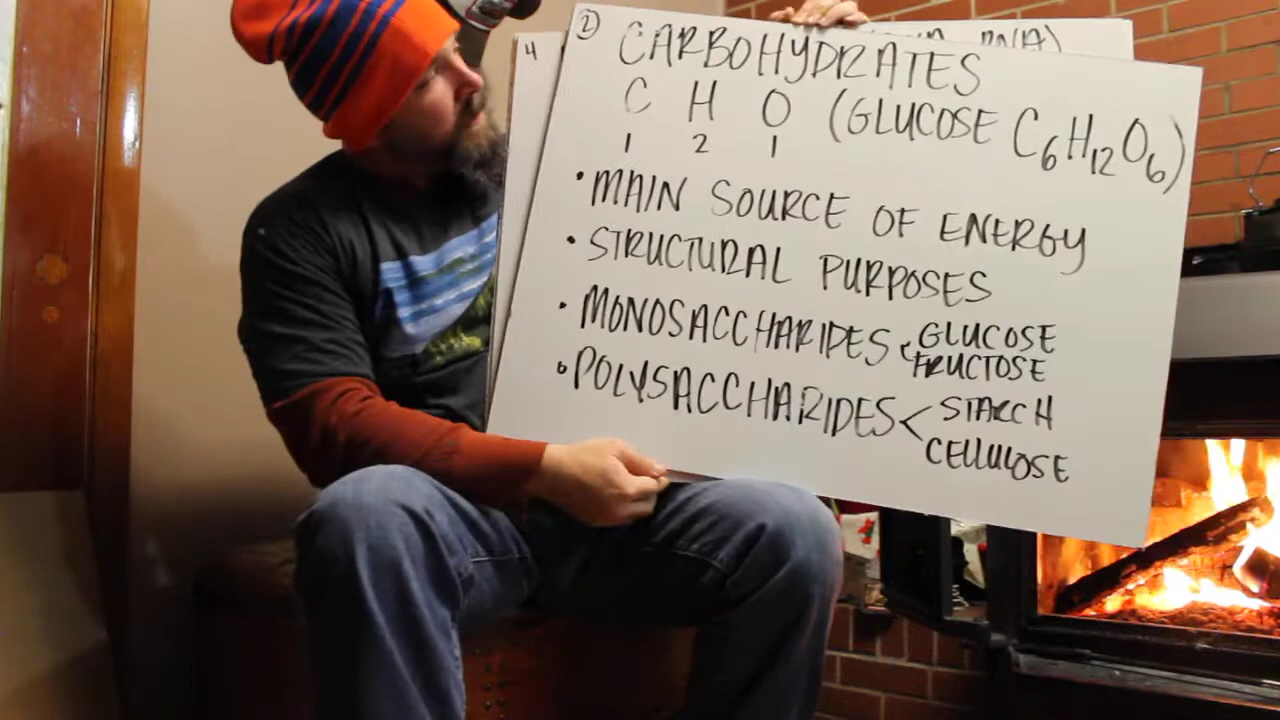 4
2 CARBOHYDRATES
C H O (GLUCOSE C₆H₁₂O₆)
1 2 1
• MAIN SOURCE OF ENERGY
• STRUCTURAL PURPOSES
• MONOSACCHARIDES < GLUCOSE
FRUCTOSE
• POLYSACCHARIDES < STARCH
CELLULOSE
RNA)